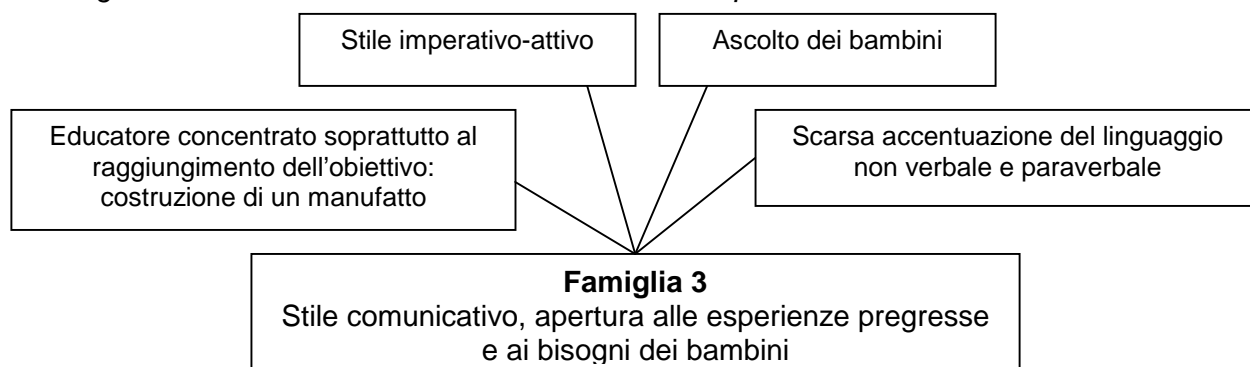 Stile imperativo-attivo
Ascolto dei bambini
Educatore concentrato soprattutto al
raggiungimento dell'obiettivo:
costruzione di un manufatto
Scarsa accentuazione del linguaggio
non verbale e paraverbale
Famiglia 3
Stile comunicativo, apertura alle esperienze pregresse
e ai bisogni dei bambini